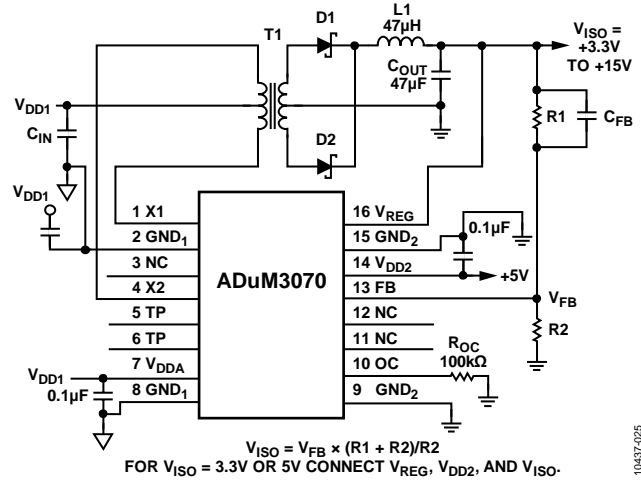 T1
D1
L1
47µH
COUT
47µF
VISO =
+3.3V
TO +15V
R1
CFB
VDD1
CIN
D2
VDD1
1 X1
2 GND1
3 NC
4 X2
5 TP
6 TP
7 VDDA
8 GND1
ADuM3070
16 VREG
15 GND2
14 VDD2
13 FB
12 NC
11 NC
10 OC
9 GND2
0.1µF
+5V
VFB
R2
ROC
100kΩ
VDD1
0.1µF
VISO = VFB × (R1 + R2)/R2
FOR VISO = 3.3V OR 5V CONNECT VREG, VDD2, AND VISO.
10437-025